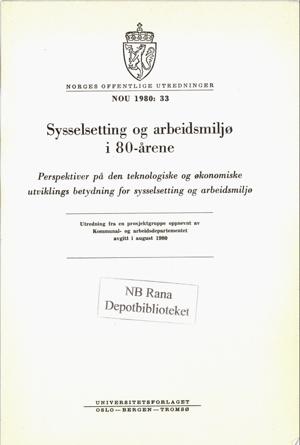 NORGES OFFENTLIGE UTREDNINGER
NOU 1980: 33
Sysselsetting og arbeidsmiljø
i 80-årene
Perspektiver på den teknologiske og økonomiske
utviklings betydning for sysselsetting og arbeidsmiljø
Utredning fra en prosjektgruppe oppnevnt av
Kommunal- og arbeidsdepartementet
avgitt i august 1980
NB Rana
Depotbiblioteket
UNIVERSITETSFORLAGET
OSLO — BERGEN — TROMSØ